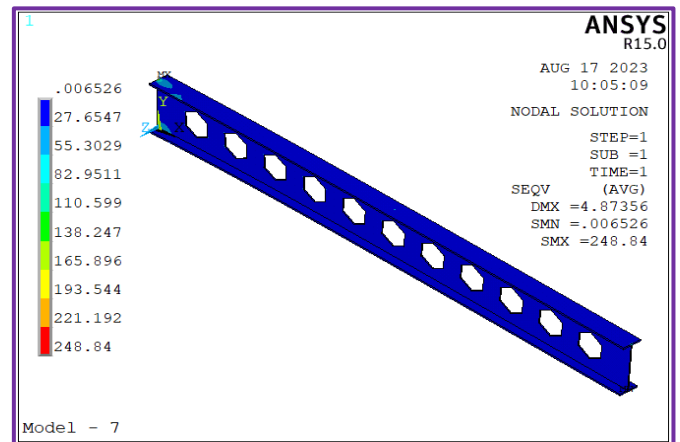 1
ANSYS
R15.0
AUG 17 2023
10:05:09
NODAL SOLUTION
STEP=1
SUB =1
TIME=1
SEQV (AVG)
DMX =4.87356
SMN =.006526
SMX =248.84
MX
Y
Z
.006526
27.6547
55.3029
82.9511
110.599
138.247
165.896
193.544
221.192
248.84
Model - 7